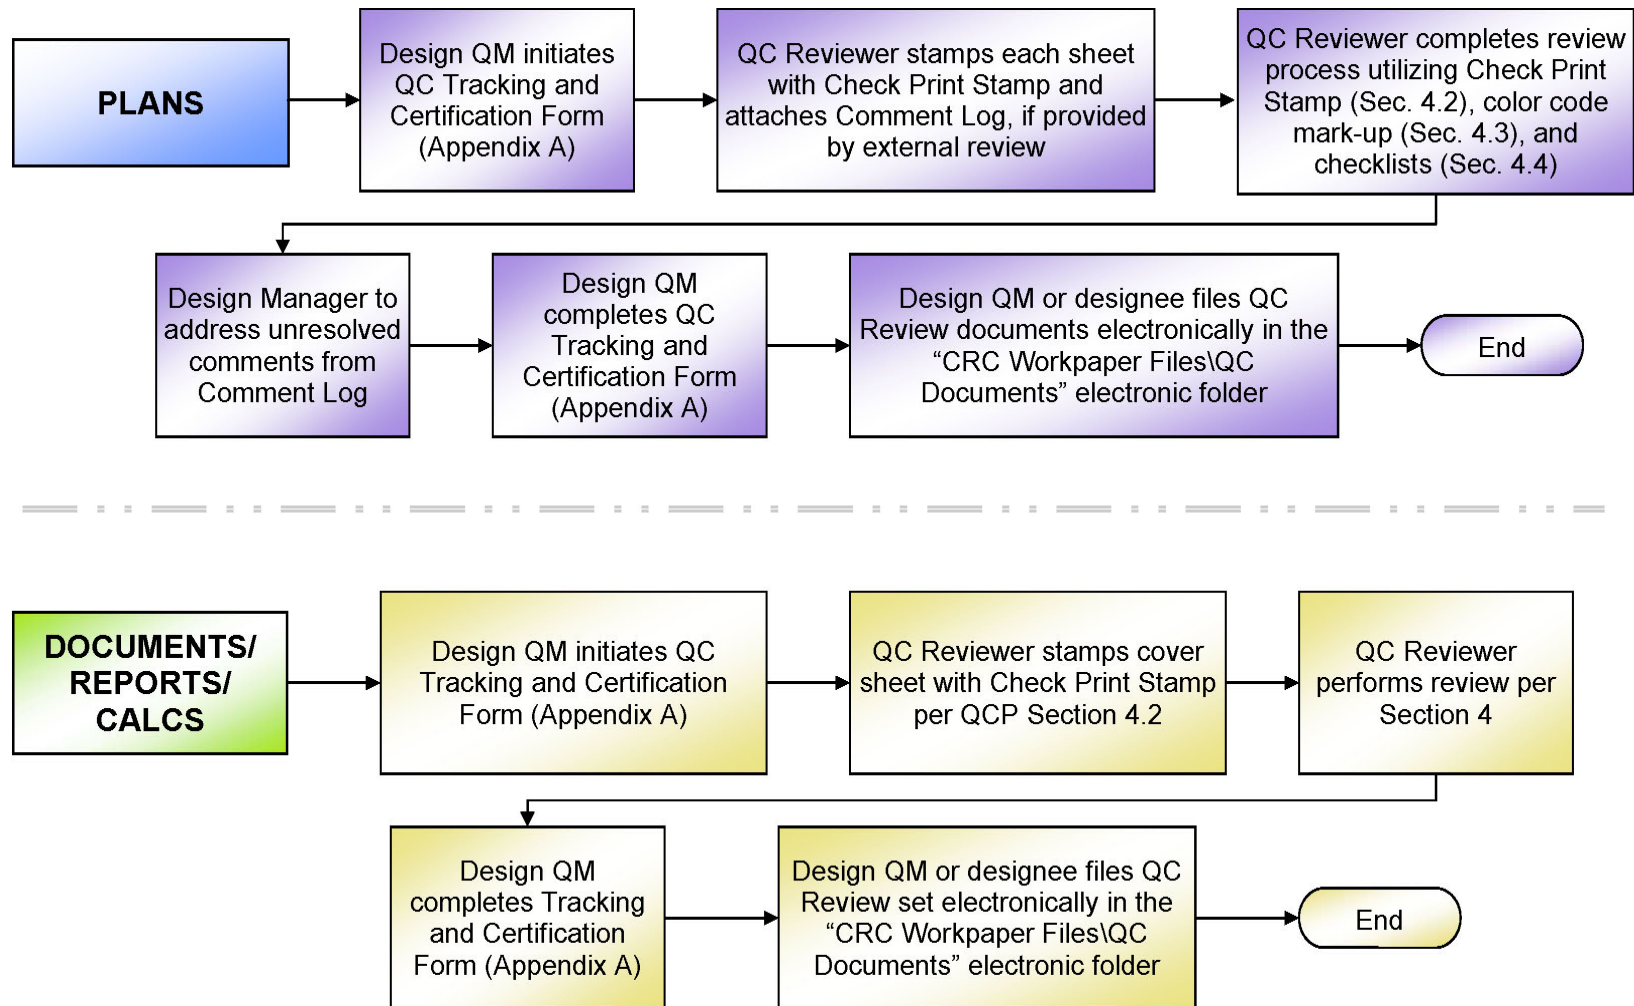 PLANS
Design QM initiates
QC Tracking and
Certification Form
(Appendix A)
QC Reviewer stamps each sheet
with Check Print Stamp and
attaches Comment Log, if provided
by external review
QC Reviewer completes review
process utilizing Check Print
Stamp (Sec. 4.2), color code
mark-up (Sec. 4.3), and
checklists (Sec. 4.4)
Design Manager to
address unresolved
comments from
Comment Log
Design QM
completes QC
Tracking and
Certification Form
(Appendix A)
Design QM or designee files QC
Review documents electronically in the
“CRC Workpaper Files\QC
Documents” electronic folder
End
DOCUMENTS/
REPORTS/
CALCS
Design QM initiates QC
Tracking and Certification
Form (Appendix A)
QC Reviewer stamps cover
sheet with Check Print Stamp
per QCP Section 4.2
QC Reviewer
performs review per
Section 4
Design QM
completes Tracking
and Certification
Form (Appendix A)
Design QM or designee files QC
Review set electronically in the
“CRC Workpaper Files\QC
Documents” electronic folder
End